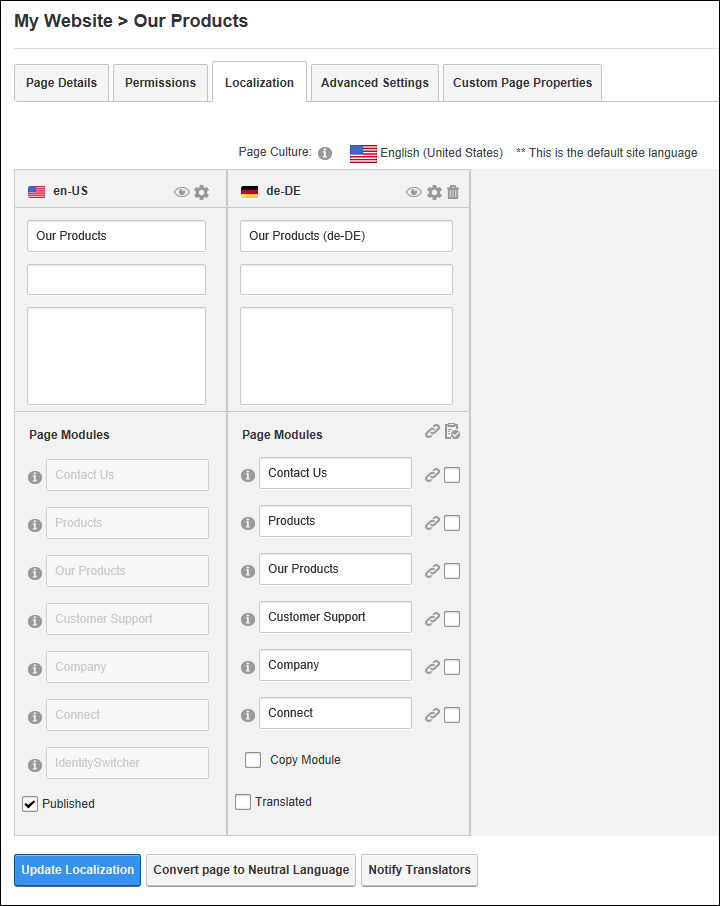 My Website > Our Products
Page Details Permissions Localization Advanced Settings Custom Page Properties
Page Culture: English (United States) ** This is the default site language
en-US de-DE
Our Products Our Products (de-DE)
Page Modules Page Modules
Contact Us Contact Us
Products Products
Our Products Our Products
Customer Support Customer Support
Company Company
Connect Connect
IdentitySwitcher Copy Module
Published Translated
Update Localization Convert page to Neutral Language Notify Translators